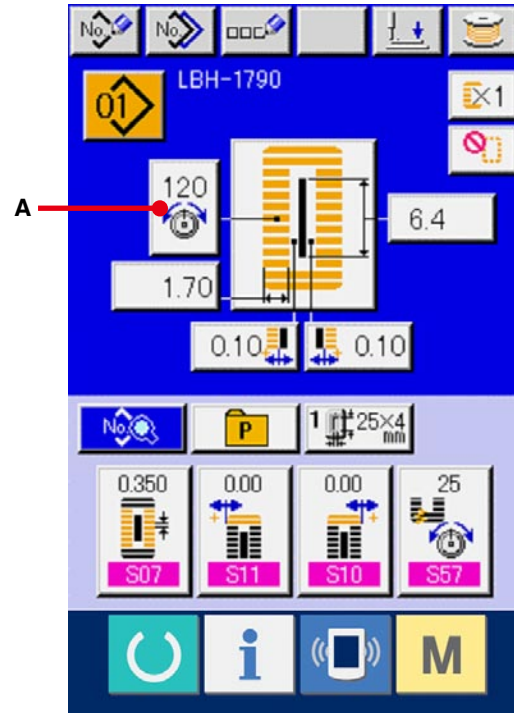 No.
No.
LBH-1790
01
×1
A
120
6.4
1.70
0.10
0.10
No.
P
1
25×4
mm
0.350
0.00
0.00
25
S07
S11
S10
S57
i
M